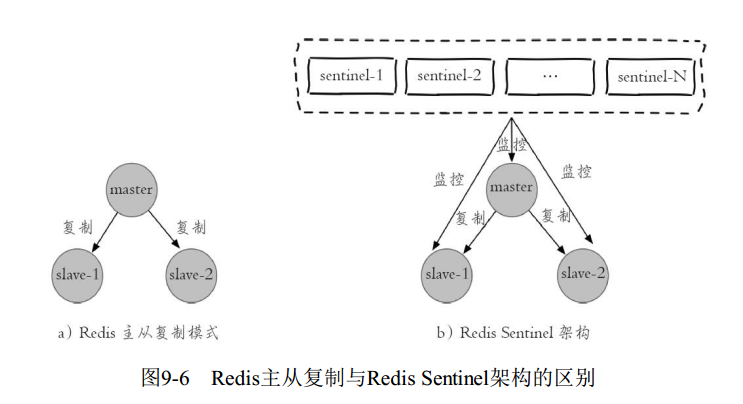 sentinel-1 sentinel-2 ... sentinel-N
监控
监控 监控
master master
复制 复制 复制 复制
slave-1 slave-2 slave-1 slave-2
a）Redis 主从复制模式 b）Redis Sentinel 架构
图9-6 Redis主从复制与Redis Sentinel架构的区别